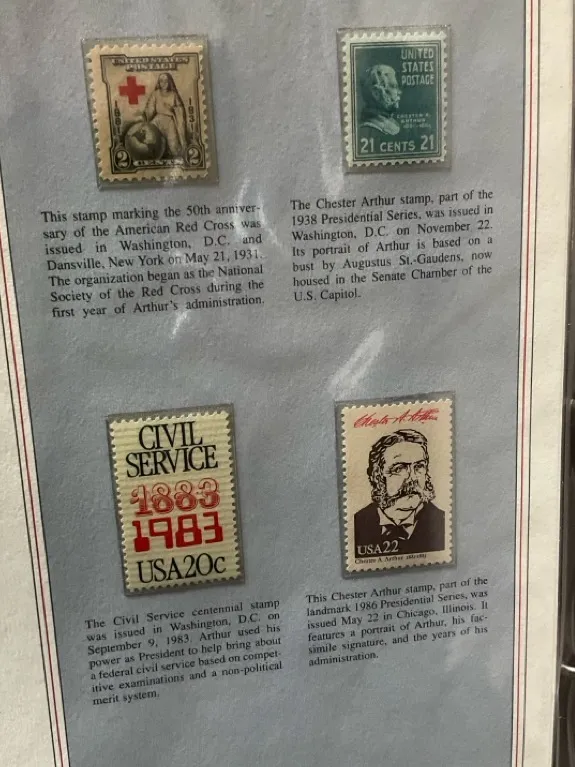 UNITED STATES
POSTAGE
1881
1931
2 CENTS 2
This stamp marking the 50th anniver-
sary of the American Red Cross was
issued in Washington, D.C. and
Dansville, New York on May 21, 1931.
The organization began as the National
Society of the Red Cross during the
first year of Arthur's administration.
UNITED
STATES
POSTAGE
CHESTER A.
ARTHUR
21 CENTS 21
The Chester Arthur stamp, part of the
1938 Presidential Series, was issued in
Washington, D.C. on November 22.
Its portrait of Arthur is based on a
bust by Augustus St.-Gaudens, now
housed in the Senate Chamber of the
U.S. Capitol.
CIVIL
SERVICE
1883
1983
USA20c
The Civil Service centennial stamp
was issued in Washington, D.C. on
September 9, 1983. Arthur used his
power as President to help bring about
a federal civil service based on compet-
itive examinations and a non-political
merit system.
Chester A. Arthur
USA22
Chester A Arthur
This Chester Arthur stamp, part of the
landmark 1986 Presidential Series, was
issued May 22 in Chicago, Illinois. It
features a portrait of Arthur, his fac-
simile signature, and the years of his
administration.